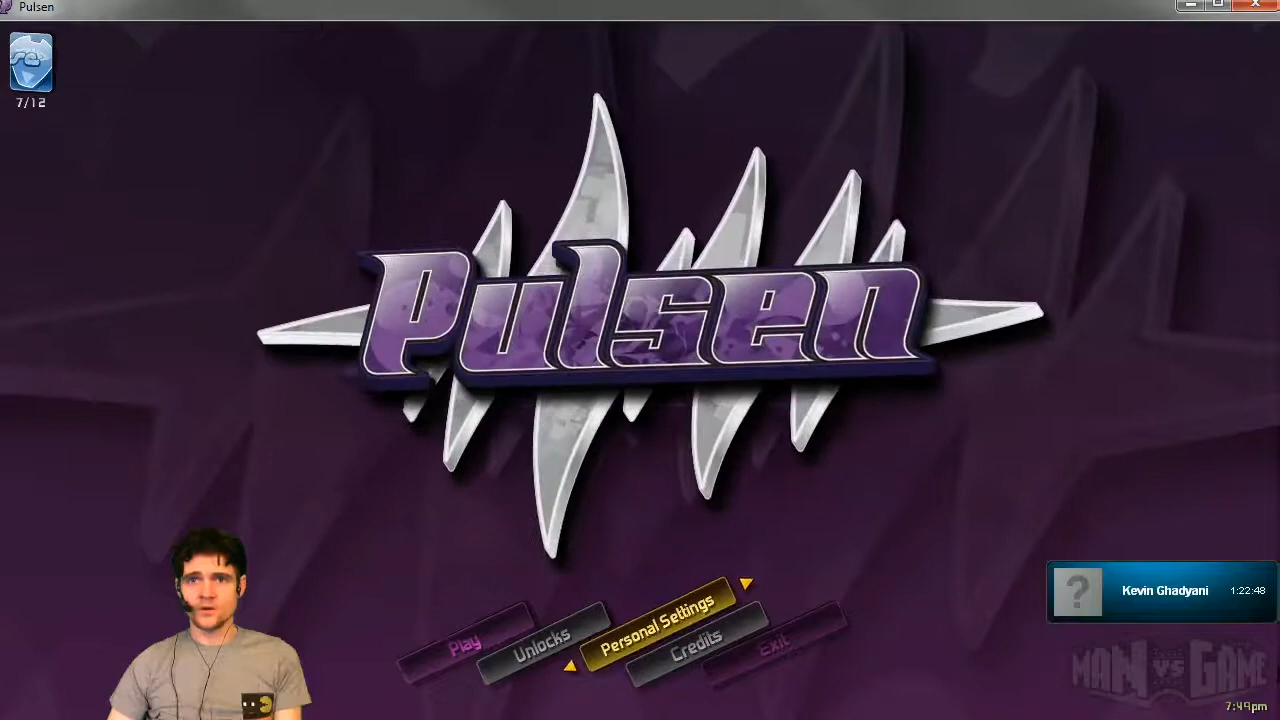 Pulsen
7/12
Pulsen
Play
Unlocks
Personal Settings
Credits
Exit
Kevin Ghadyani 1:22:48
MAN VS GAME
7:49pm